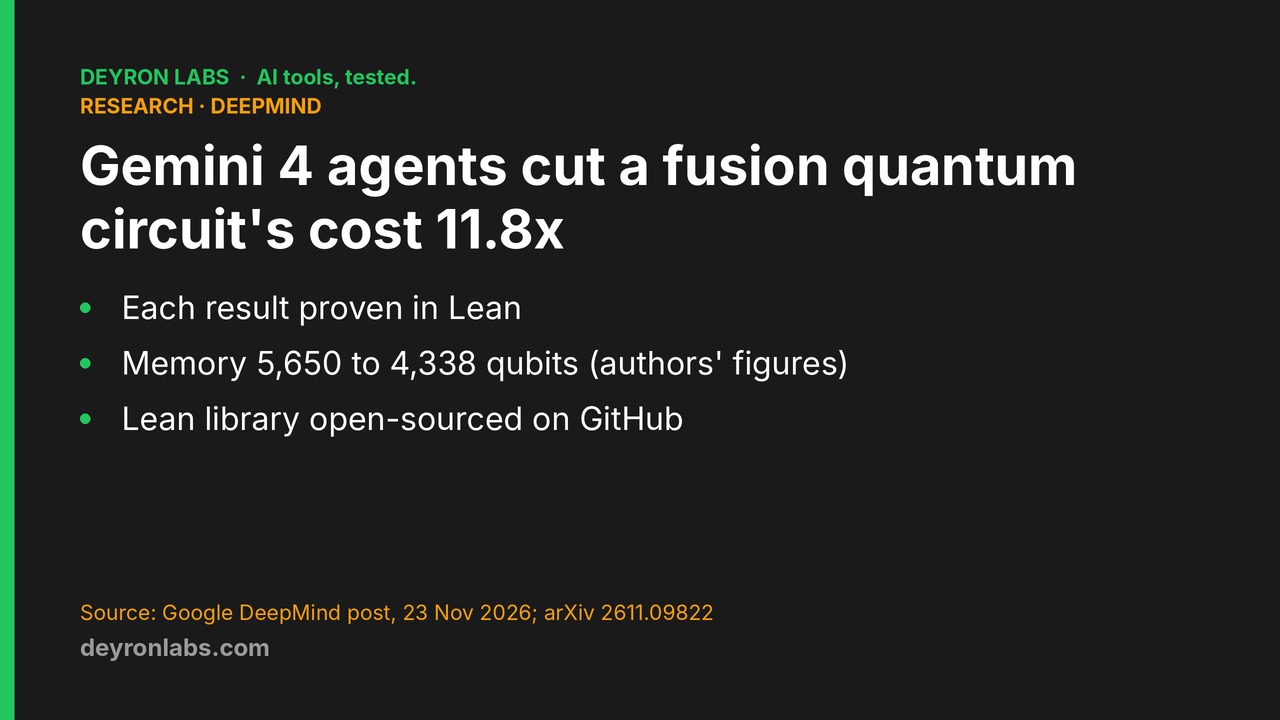 DEYRON LABS · AI tools, tested.
RESEARCH · DEEPMIND
Gemini 4 agents cut a fusion quantum
circuit's cost 11.8x
• Each result proven in Lean
• Memory 5,650 to 4,338 qubits (authors' figures)
• Lean library open-sourced on GitHub
Source: Google DeepMind post, 23 Nov 2026; arXiv 2611.09822
deyronlabs.com